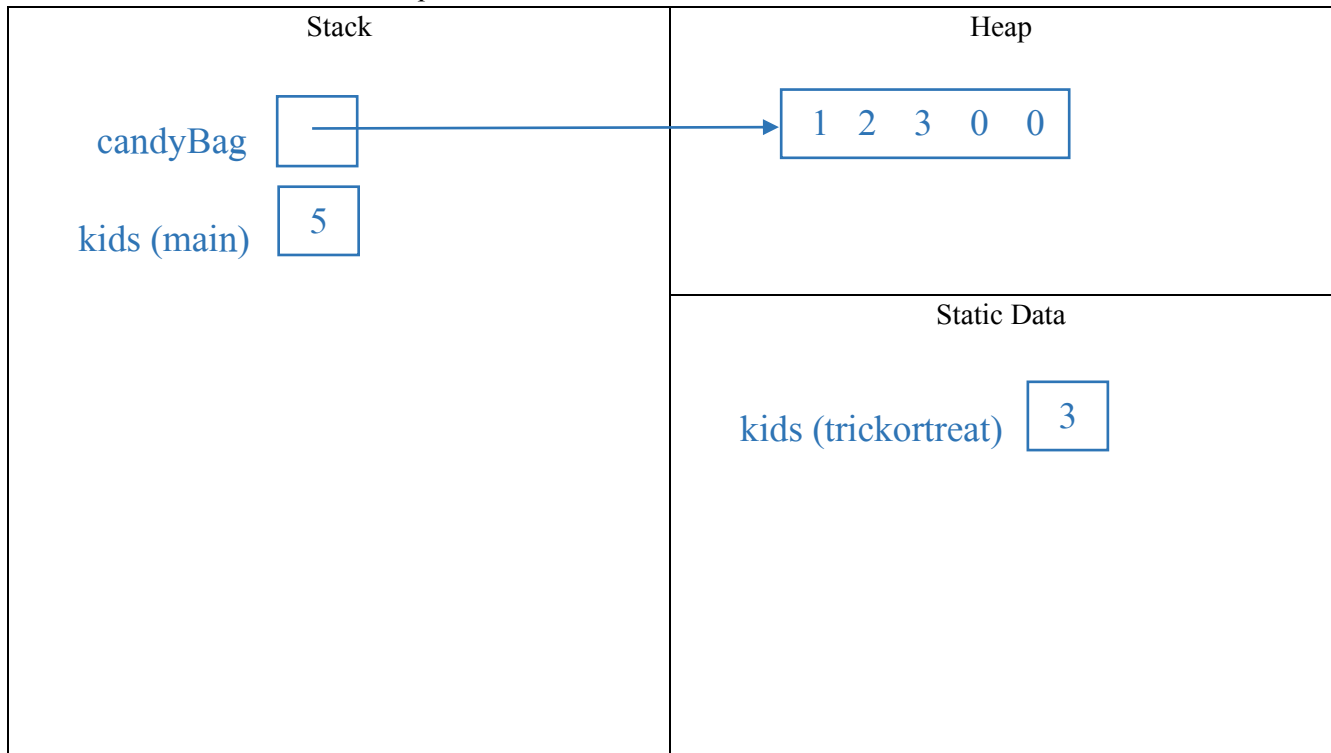 Stack
Heap
candyBag
1 2 3 0 0
kids (main)
5
Static Data
kids (trickortreat)
3